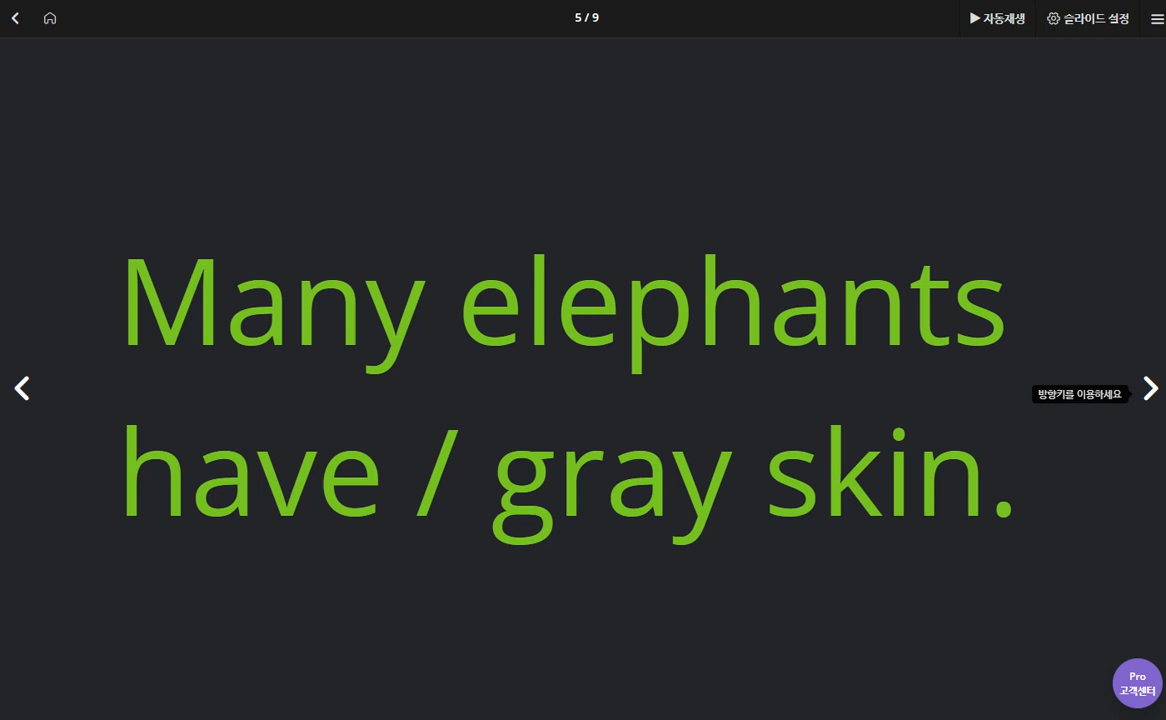 5 / 9
자동재생
슬라이드 설정
Many elephants
have / gray skin.
방향키를 이용하세요
Pro
고객센터